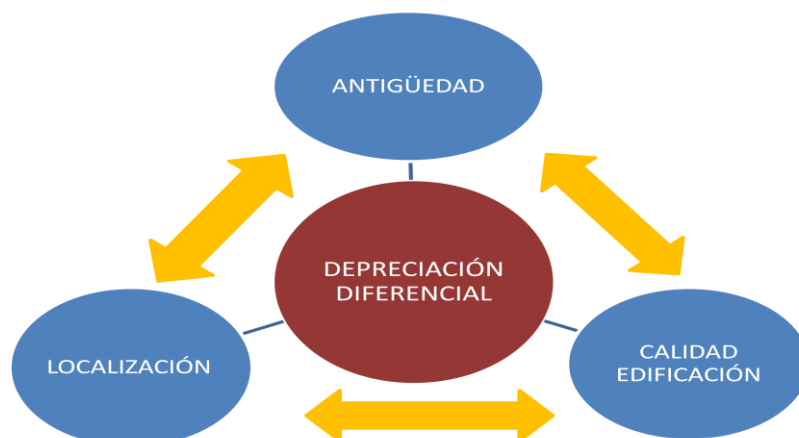 ANTIGÜEDAD
DEPRECIACIÓN
DIFERENCIAL
LOCALIZACIÓN
CALIDAD
EDIFICACIÓN